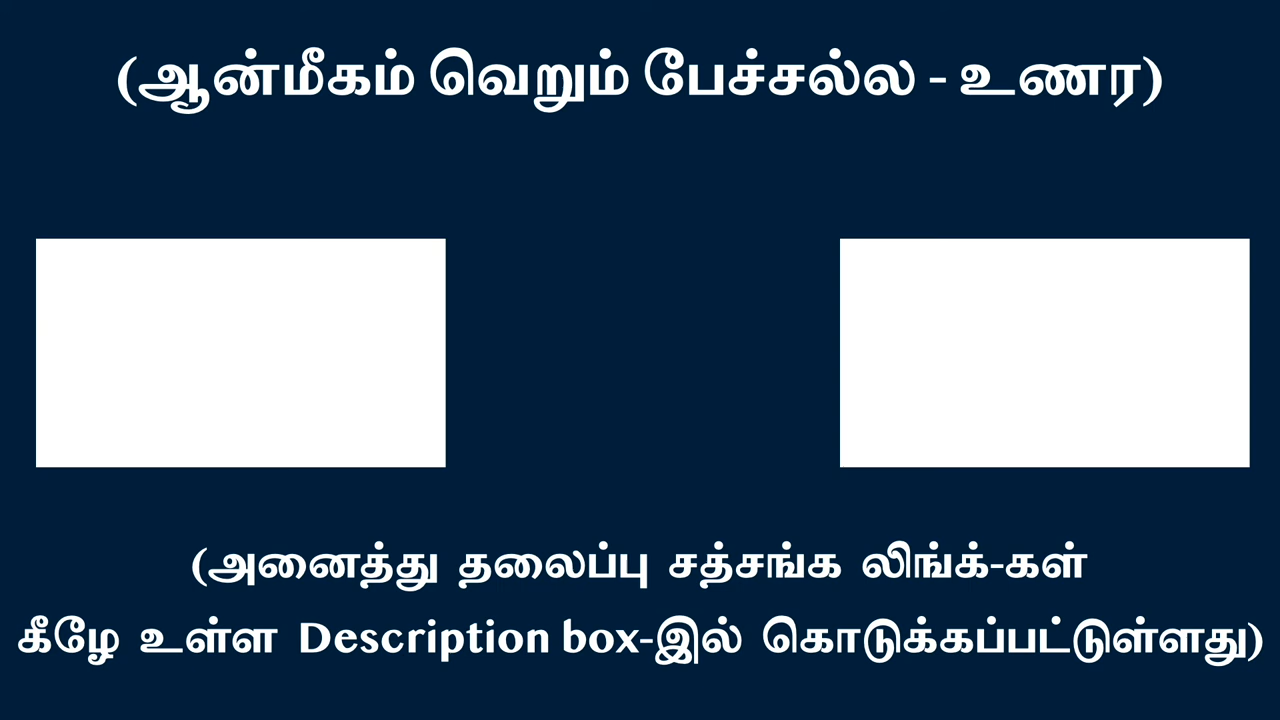 (ஆன்மீகம் வெறும் பேச்சல்ல - உணர)
(அனைத்து தலைப்பு சத்சங்க லிங்க்-கள்
கீழே உள்ள Description box-இல் கொடுக்கப்பட்டுள்ளது)